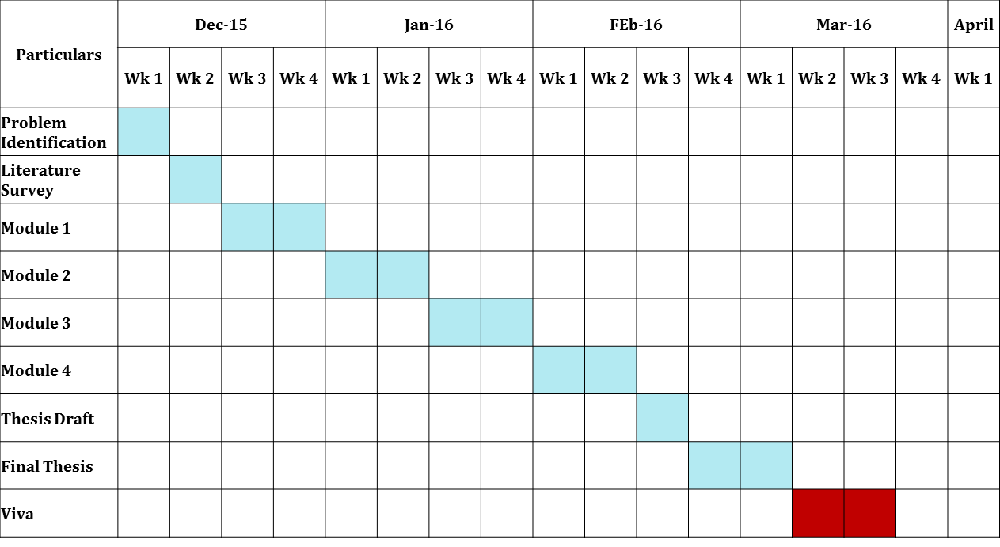 Particulars
Dec-15
Jan-16
FEb-16
Mar-16
April
Wk 1
Wk 2
Wk 3
Wk 4
Wk 1
Wk 2
Wk 3
Wk 4
Wk 1
Wk 2
Wk 3
Wk 4
Wk 1
Wk 2
Wk 3
Wk 4
Wk 1
Problem
Identification
Literature
Survey
Module 1
Module 2
Module 3
Module 4
Thesis Draft
Final Thesis
Viva